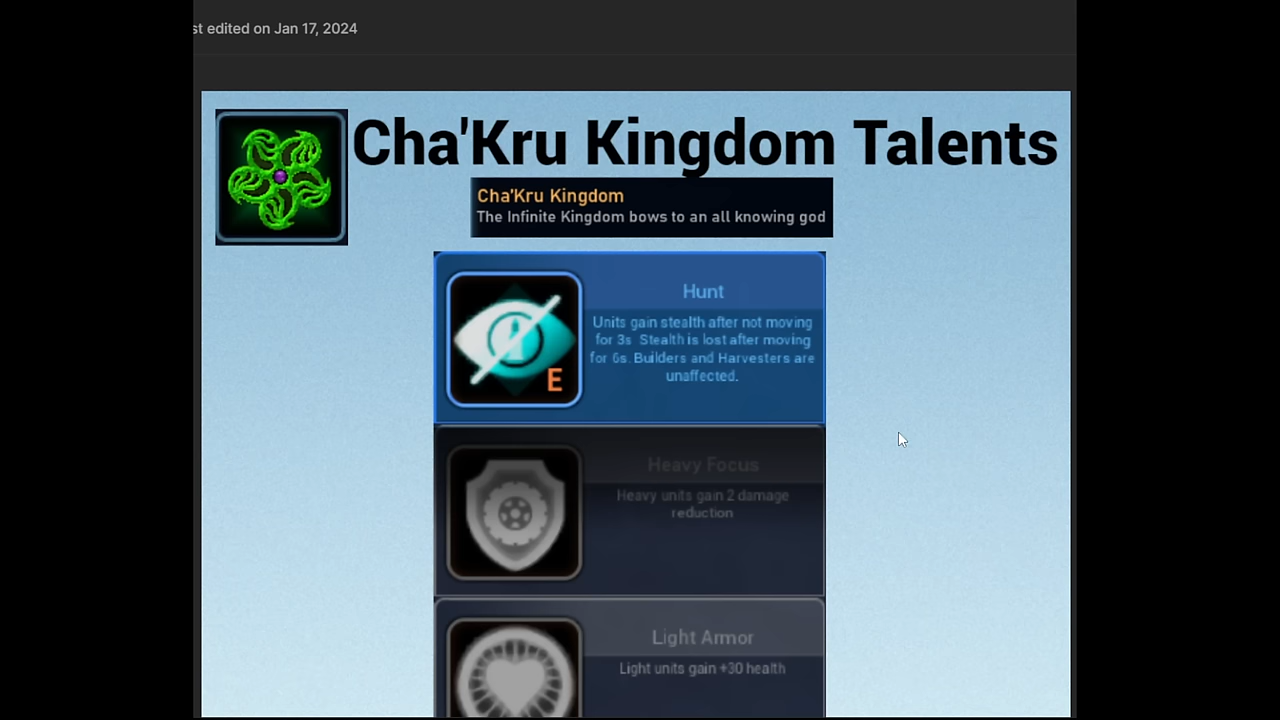 st edited on Jan 17, 2024
Cha'Kru Kingdom Talents
Cha'Kru Kingdom
The Infinite Kingdom bows to an all knowing god
Hunt
Units gain stealth after not moving
for 3s Stealth is lost after moving
for 6s. Builders and Harvesters are
unaffected.
E
Heavy Focus
Heavy units gain 2 damage
reduction
Light Armor
Light units gain +30 health